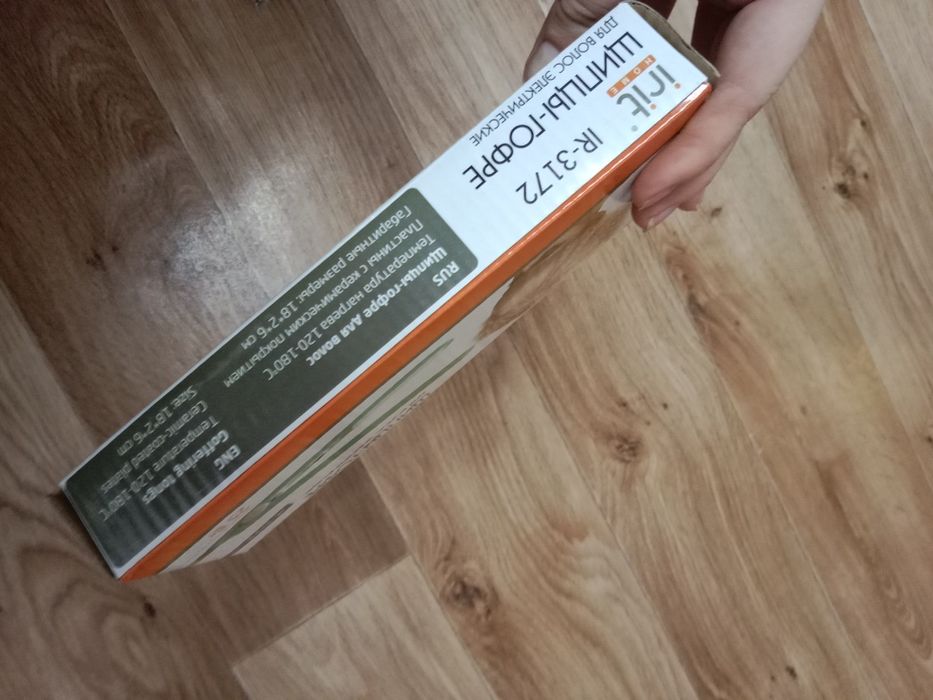 irit
HOME
IR-3172
ЩИПЦЫ-ГОФРЕ
ДЛЯ ВОЛОС ЭЛЕКТРИЧЕСКИЕ
RUS
Щипцы-гофре для волос
Температура нагрева 120-180°С
Пластины с керамическим покрытием
Габаритные размеры: 18*2*6 см
ENG
Goffering tongs
Temperature 120-180°C
Ceramic-coated plates
Size: 18*2*6 cm